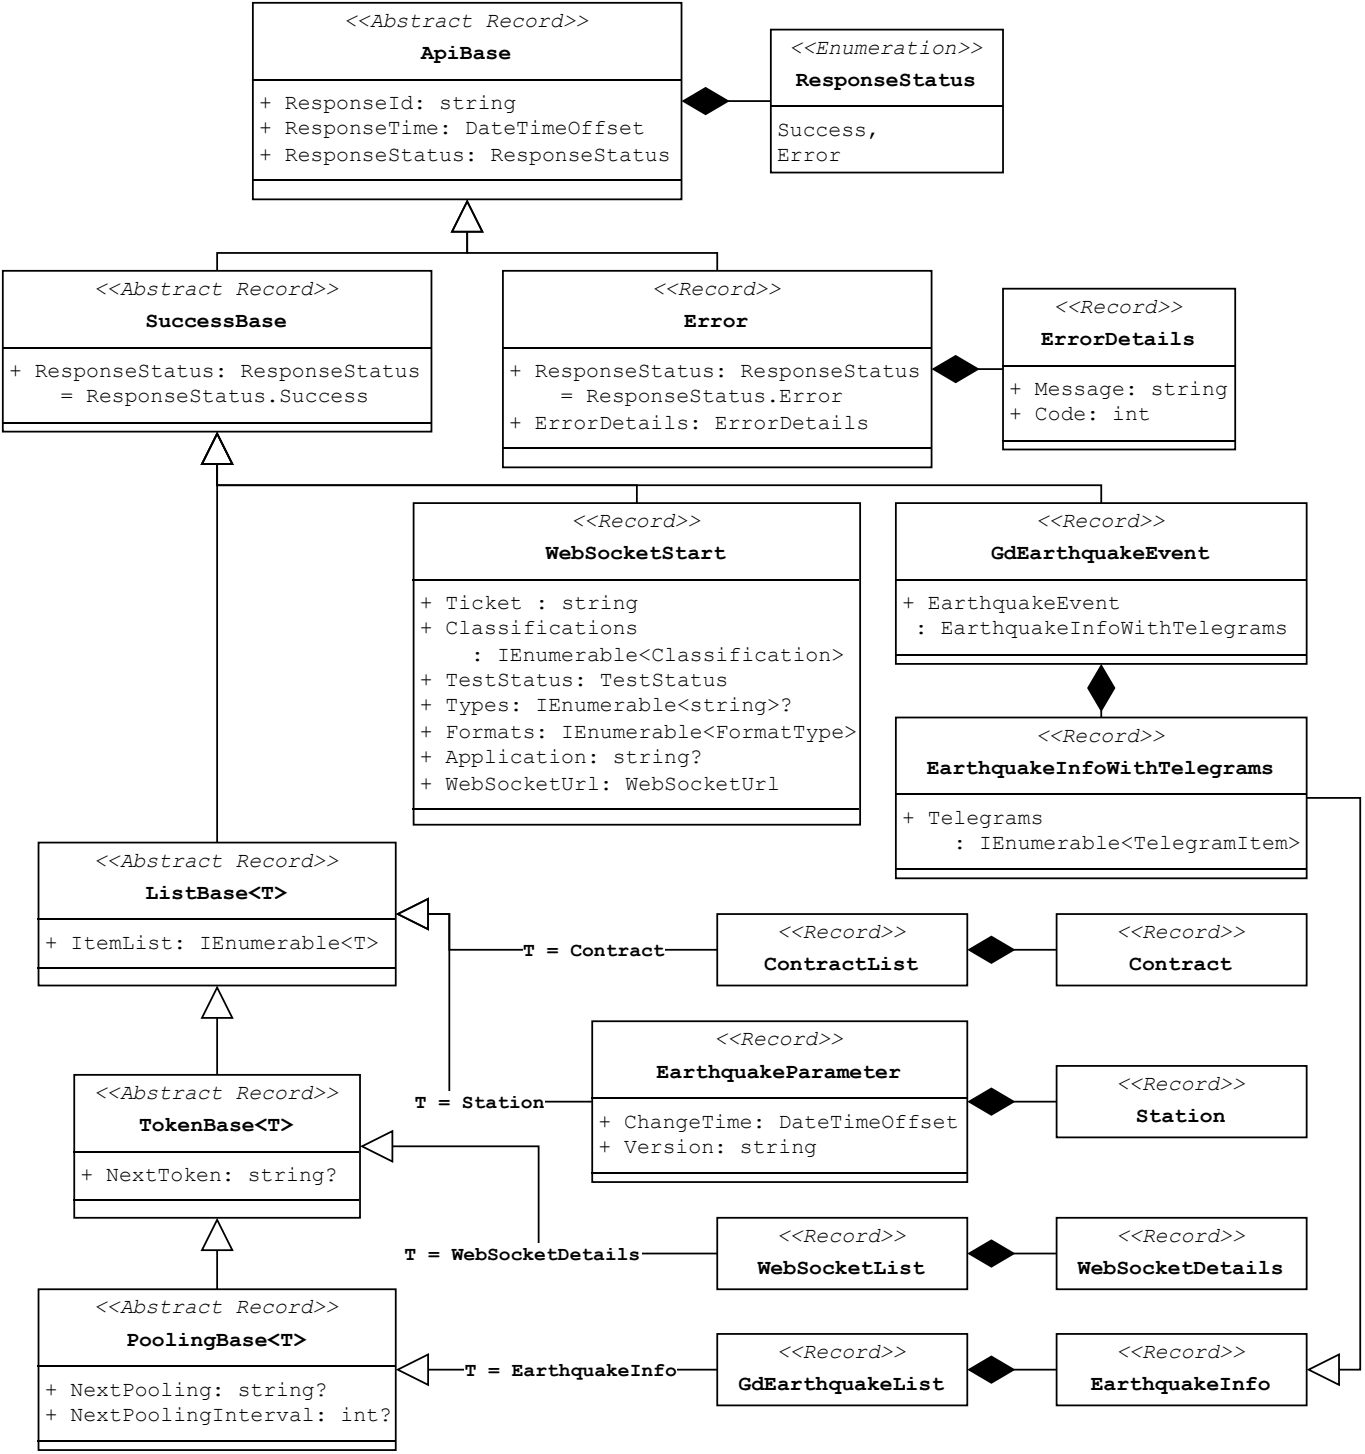 <<Abstract Record>>
ApiBase
+ ResponseId: string
+ ResponseTime: DateTimeOffset
+ ResponseStatus: ResponseStatus
<<Enumeration>>
ResponseStatus
Success,
Error
<<Abstract Record>>
SuccessBase
+ ResponseStatus: ResponseStatus
= ResponseStatus.Success
<<Record>>
Error
+ ResponseStatus: ResponseStatus
= ResponseStatus.Error
+ ErrorDetails: ErrorDetails
<<Record>>
ErrorDetails
+ Message: string
+ Code: int
<<Record>>
WebSocketStart
+ Ticket : string
+ Classifications
: IEnumerable<Classification>
+ TestStatus: TestStatus
+ Types: IEnumerable<string>?
+ Formats: IEnumerable<FormatType>
+ Application: string?
+ WebSocketUrl: WebSocketUrl
<<Record>>
GdEarthquakeEvent
+ EarthquakeEvent
: EarthquakeInfoWithTelegrams
<<Record>>
EarthquakeInfoWithTelegrams
+ Telegrams
: IEnumerable<TelegramItem>
<<Abstract Record>>
ListBase<T>
+ ItemList: IEnumerable<T>
T = Contract
<<Record>>
ContractList
<<Record>>
Contract
<<Record>>
EarthquakeParameter
+ ChangeTime: DateTimeOffset
+ Version: string
T = Station
<<Record>>
Station
<<Abstract Record>>
TokenBase<T>
+ NextToken: string?
T = WebSocketDetails
<<Record>>
WebSocketList
<<Record>>
WebSocketDetails
<<Abstract Record>>
PoolingBase<T>
+ NextPooling: string?
+ NextPoolingInterval: int?
T = EarthquakeInfo
<<Record>>
GdEarthquakeList
<<Record>>
EarthquakeInfo